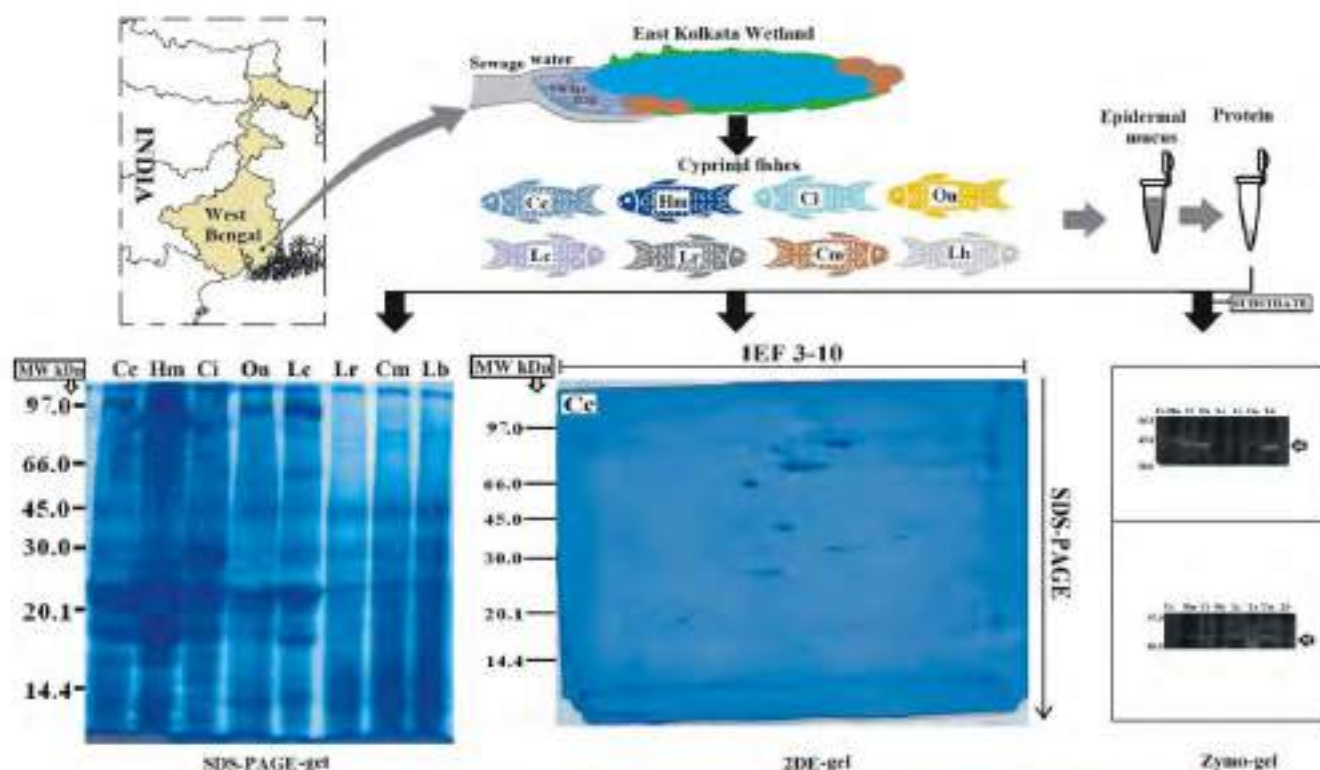 East Kolkata Wetland
Sewage water
INDIA
West
Bengal
Epidermal
mucus
Protein
Cyprinid fishes
Cc
Hm
Ci
On
Lc
Lr
Cm
Lb
SUBSTRATE
MW kDa
Cc Hm Ci On Lc Lr Cm Lb
97.0
66.0
45.0
30.0
20.1
14.4
SDS-PAGE-gel
IEF 3-10
MW kDa
Cc
97.0
66.0
45.0
30.0
20.1
14.4
SDS-PAGE
2DE-gel
Zymo-gel